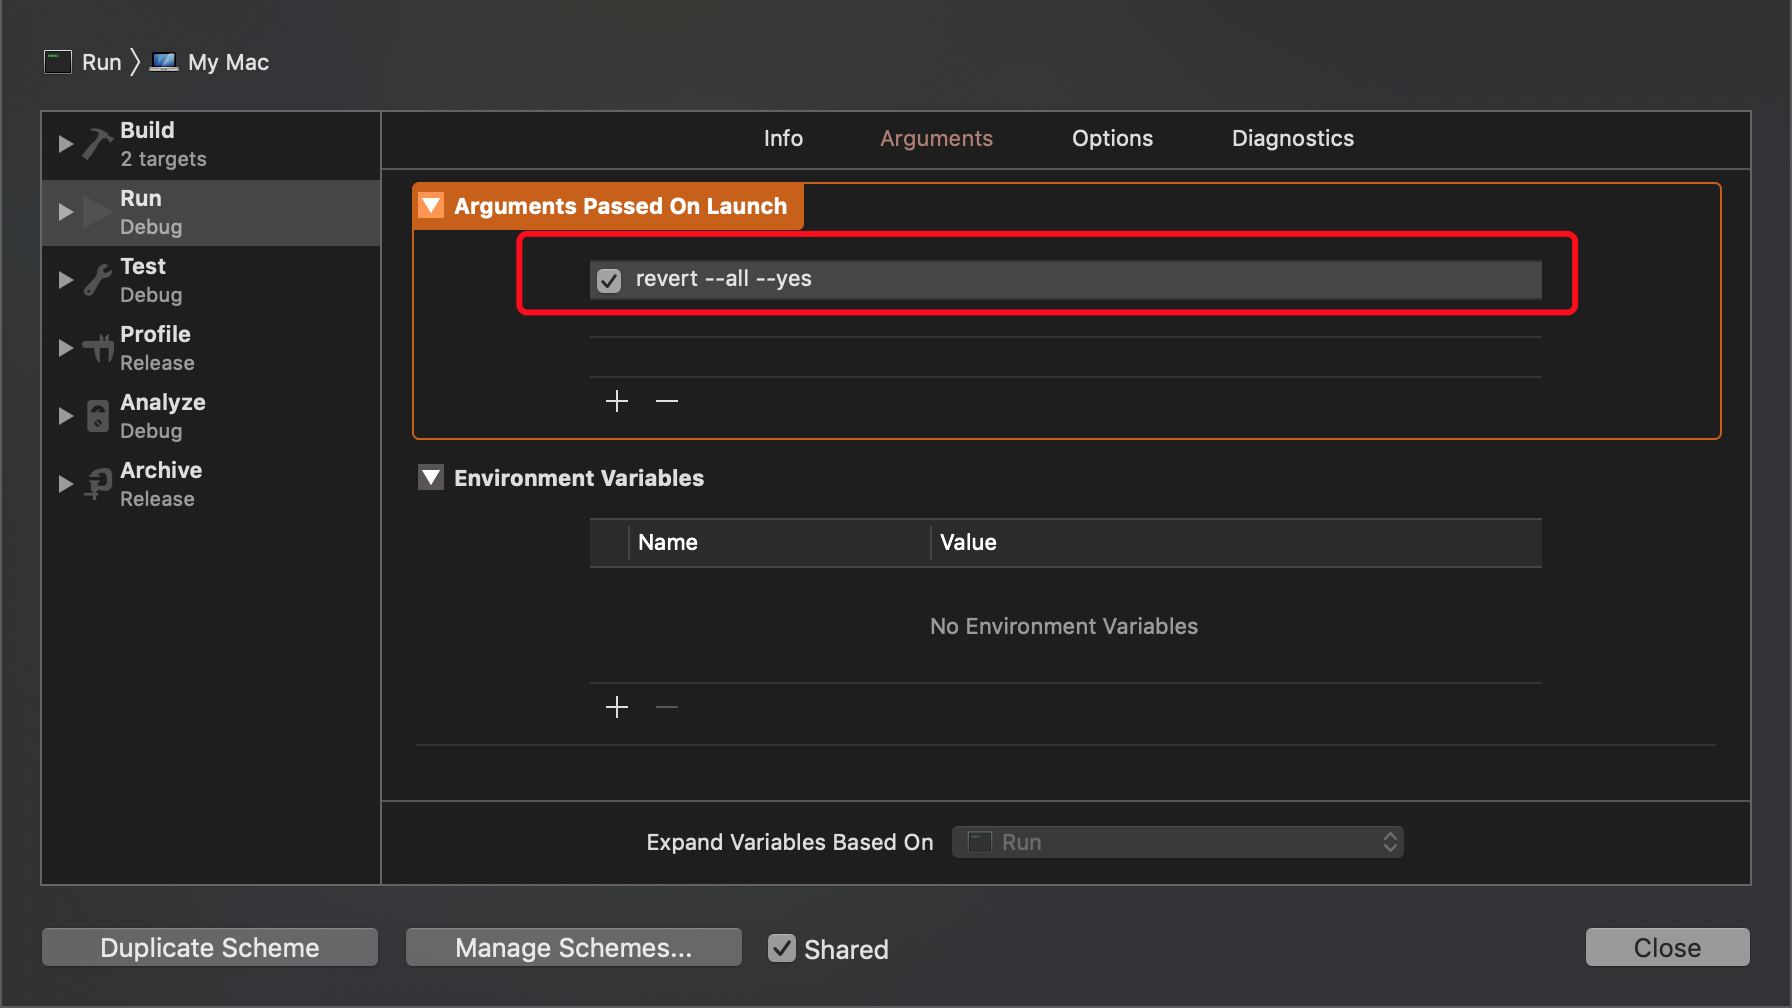 Run My Mac
Build
2 targets
Run
Debug
Test
Debug
Profile
Release
Analyze
Debug
Archive
Release
Info Arguments Options Diagnostics
Arguments Passed On Launch
revert --all --yes
Environment Variables
Name Value
No Environment Variables
Expand Variables Based On Run
Duplicate Scheme Manage Schemes... Shared Close